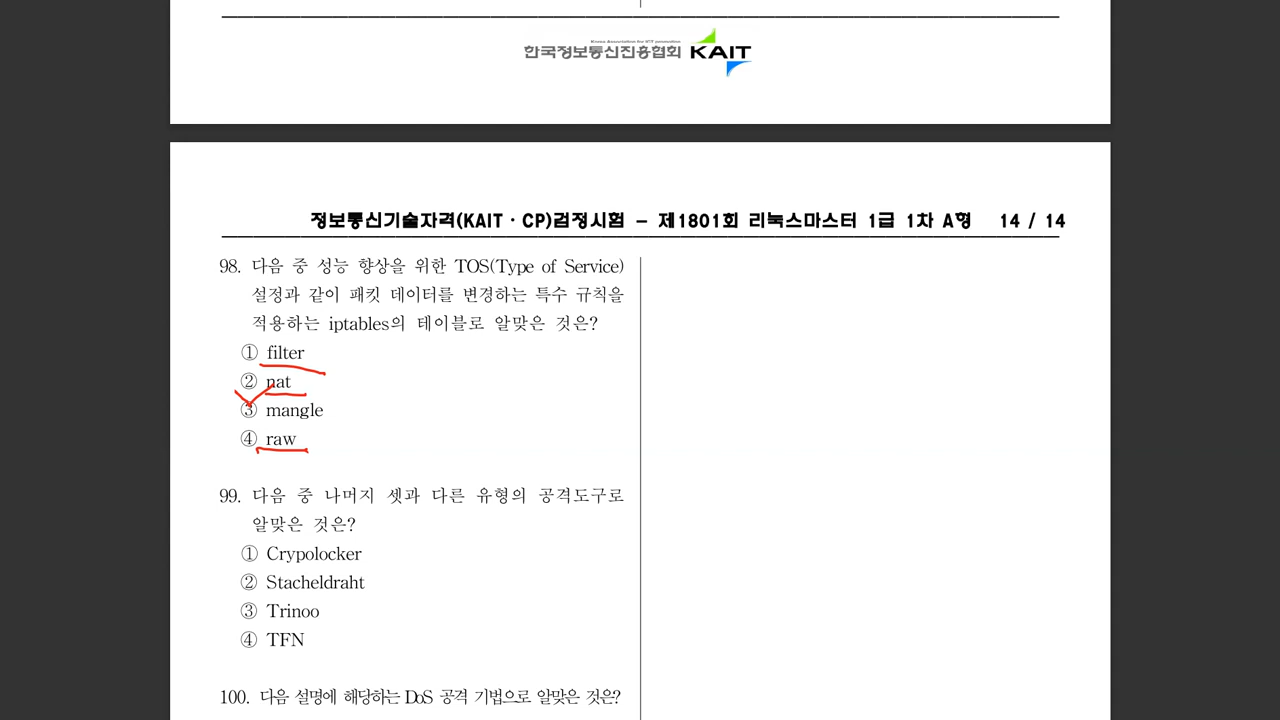 Korea Association for ICT promotion
한국정보통신진흥협회 KAIT
정보통신기술자격(KAIT · CP)검정시험 - 제1801회 리눅스마스터 1급 1차 A형 14 / 14
98. 다음 중 성능 향상을 위한 TOS(Type of Service)
설정과 같이 패킷 데이터를 변경하는 특수 규칙을
적용하는 iptables의 테이블로 알맞은 것은?
① filter
② nat
③ mangle
④ raw
99. 다음 중 나머지 셋과 다른 유형의 공격도구로
알맞은 것은?
① Crypolocker
② Stacheldraht
③ Trinoo
④ TFN
100. 다음 설명에 해당하는 DoS 공격 기법으로 알맞은 것은?